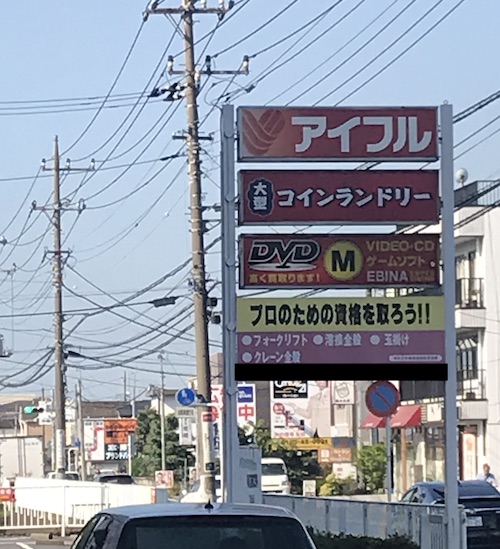 アイフル
大型
コインランドリー
DVD
高く買取ります!
M
VIDEO・CD
ゲームソフト
EBINA
プロのための資格を取ろう!!
●フォークリフト ●溶接全般 ●玉掛け
●クレーン全般